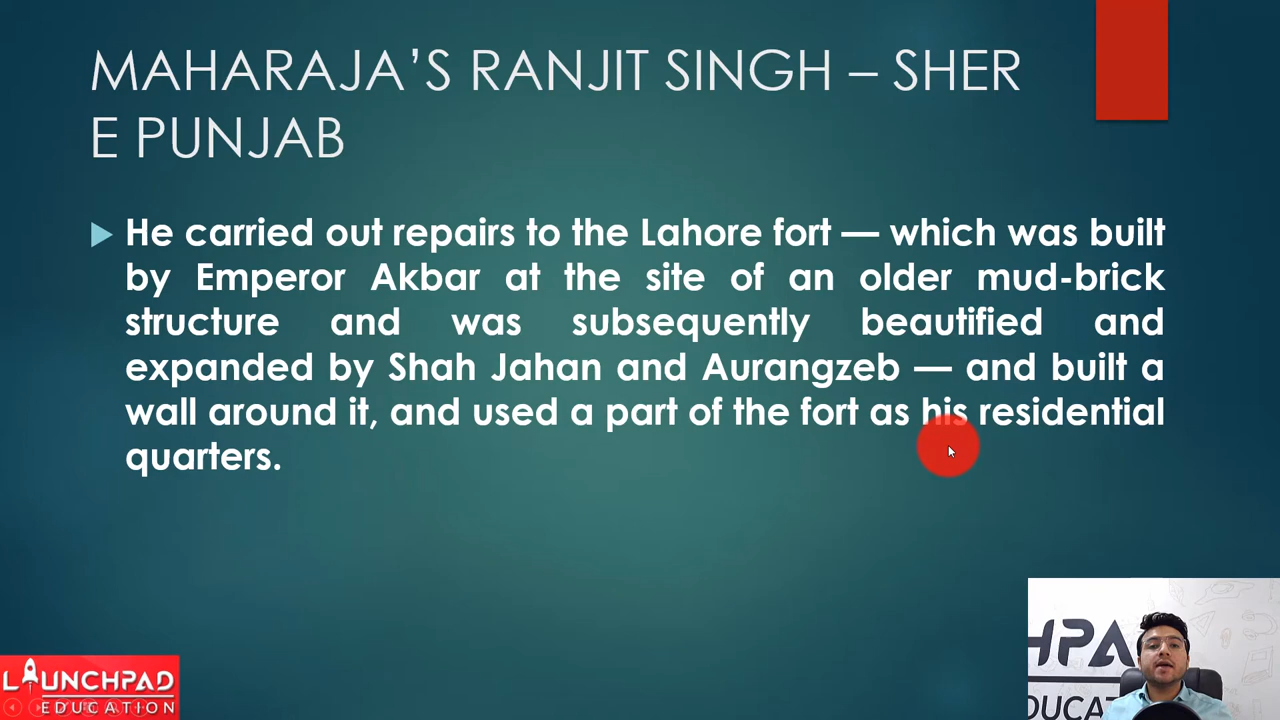 MAHARAJA’S RANJIT SINGH – SHER
E PUNJAB
He carried out repairs to the Lahore fort — which was built
by Emperor Akbar at the site of an older mud-brick
structure and was subsequently beautified and
expanded by Shah Jahan and Aurangzeb — and built a
wall around it, and used a part of the fort as his residential
quarters.
LAUNCHPAD
EDUCATION
HPA
DUCAT